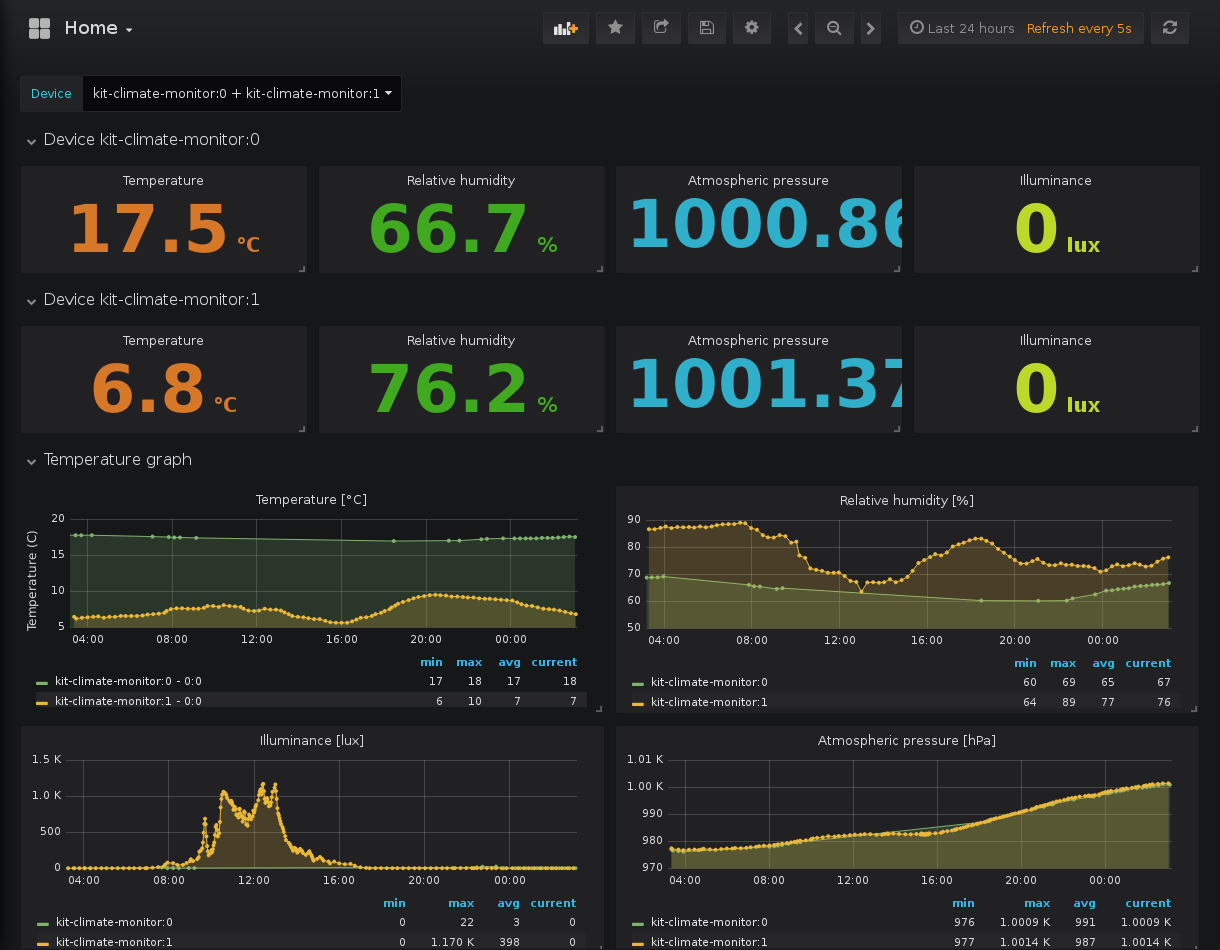 Home
Last 24 hours Refresh every 5s
Device kit-climate-monitor:0 + kit-climate-monitor:1
Device kit-climate-monitor:0
Temperature
17.5 °C
Relative humidity
66.7 %
Atmospheric pressure
1000.86
Illuminance
0 lux
Device kit-climate-monitor:1
Temperature
6.8 °C
Relative humidity
76.2 %
Atmospheric pressure
1001.37
Illuminance
0 lux
Temperature graph
Temperature [°C]
Temperature (C)
20
15
10
5
04:00 08:00 12:00 16:00 20:00 00:00
min max avg current
kit-climate-monitor:0 - 0:0 17 18 17 18
kit-climate-monitor:1 - 0:0 6 10 7 7
Relative humidity [%]
90
80
70
60
50
04:00 08:00 12:00 16:00 20:00 00:00
min max avg current
kit-climate-monitor:0 60 69 65 67
kit-climate-monitor:1 64 89 77 76
Illuminance [lux]
1.5 K
1.0 K
500
0
04:00 08:00 12:00 16:00 20:00 00:00
min max avg current
kit-climate-monitor:0 0 22 3 0
kit-climate-monitor:1 0 1.170 K 398 0
Atmospheric pressure [hPa]
1.01 K
1.00 K
990
980
970
04:00 08:00 12:00 16:00 20:00 00:00
min max avg current
kit-climate-monitor:0 976 1.0009 K 991 1.0009 K
kit-climate-monitor:1 977 1.0014 K 987 1.0014 K